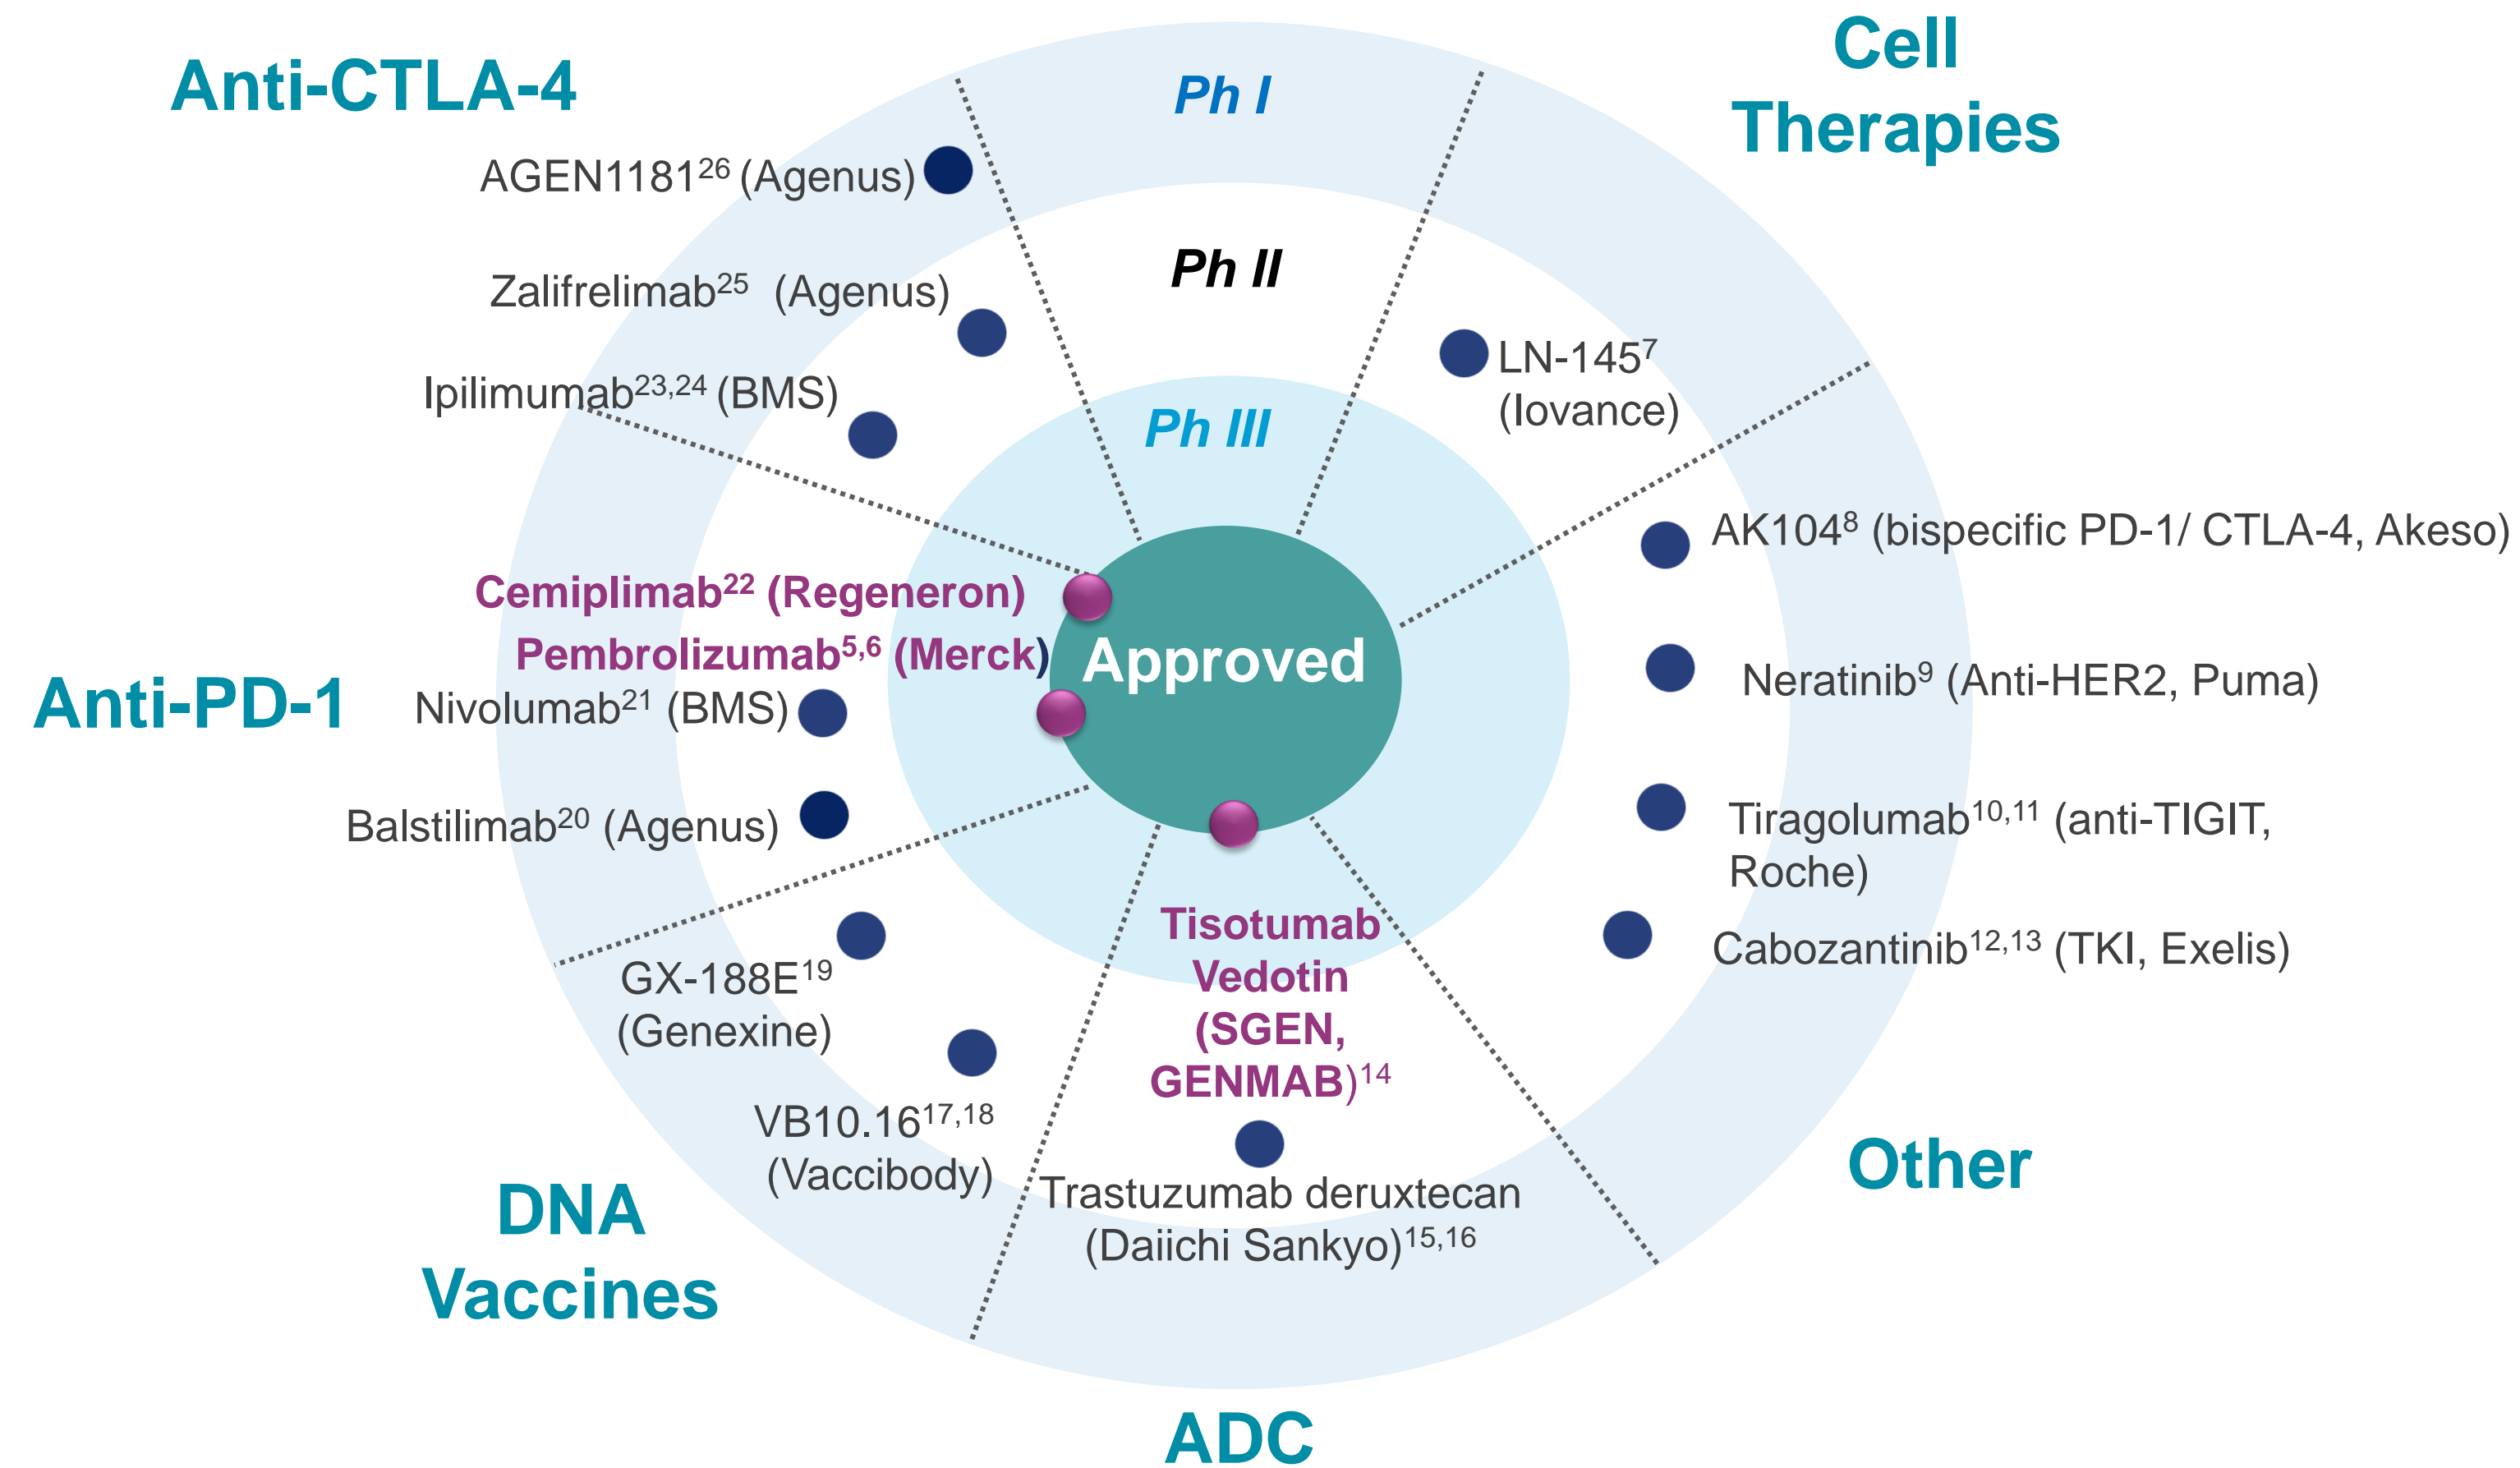 Anti-CTLA-4
AGEN1181²⁶ (Agenus)
Zalifrelimab²⁵ (Agenus)
Ipilimumab²³,²⁴ (BMS)
Ph I
Ph II
Ph III
Approved
Cell
Therapies
LN-145⁷
(Iovance)
AK104⁸ (bispecific PD-1/ CTLA-4, Akeso)
Neratinib⁹ (Anti-HER2, Puma)
Tiragolumab¹⁰,¹¹ (anti-TIGIT,
Roche)
Cabozantinib¹²,¹³ (TKI, Exelis)
Other
Anti-PD-1
Cemiplimab²² (Regeneron)
Pembrolizumab⁵,⁶ (Merck)
Nivolumab²¹ (BMS)
Balstilimab²⁰ (Agenus)
GX-188E¹⁹
(Genexine)
VB10.16¹⁷,¹⁸
(Vaccibody)
DNA
Vaccines
Tisotumab
Vedotin
(SGEN,
GENMAB)¹⁴
Trastuzumab deruxtecan
(Daiichi Sankyo)¹⁵,¹⁶
ADC